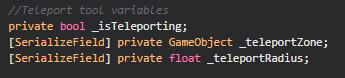 //Teleport tool variables
private bool _isTeleporting;
[SerializeField] private GameObject _teleportZone;
[SerializeField] private float _teleportRadius;